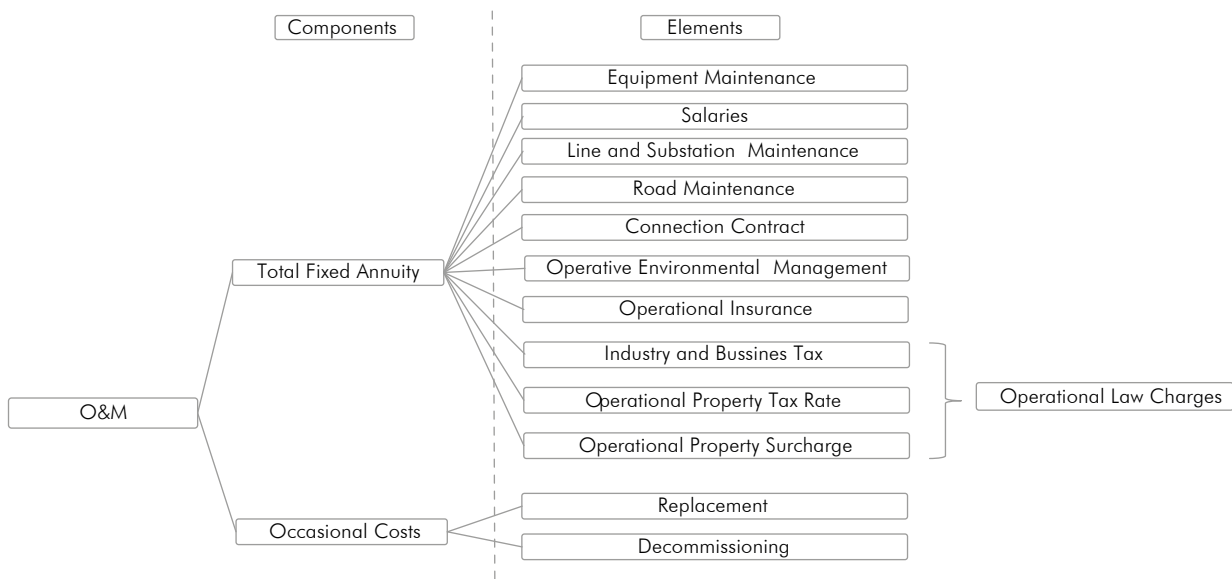 Components
Elements
Equipment Maintenance
Salaries
Line and Substation Maintenance
Road Maintenance
Connection Contract
Total Fixed Annuity
Operative Environmental Management
Operational Insurance
Industry and Bussines Tax
O&M
Operational Property Tax Rate
Operational Law Charges
Operational Property Surcharge
Replacement
Occasional Costs
Decommissioning